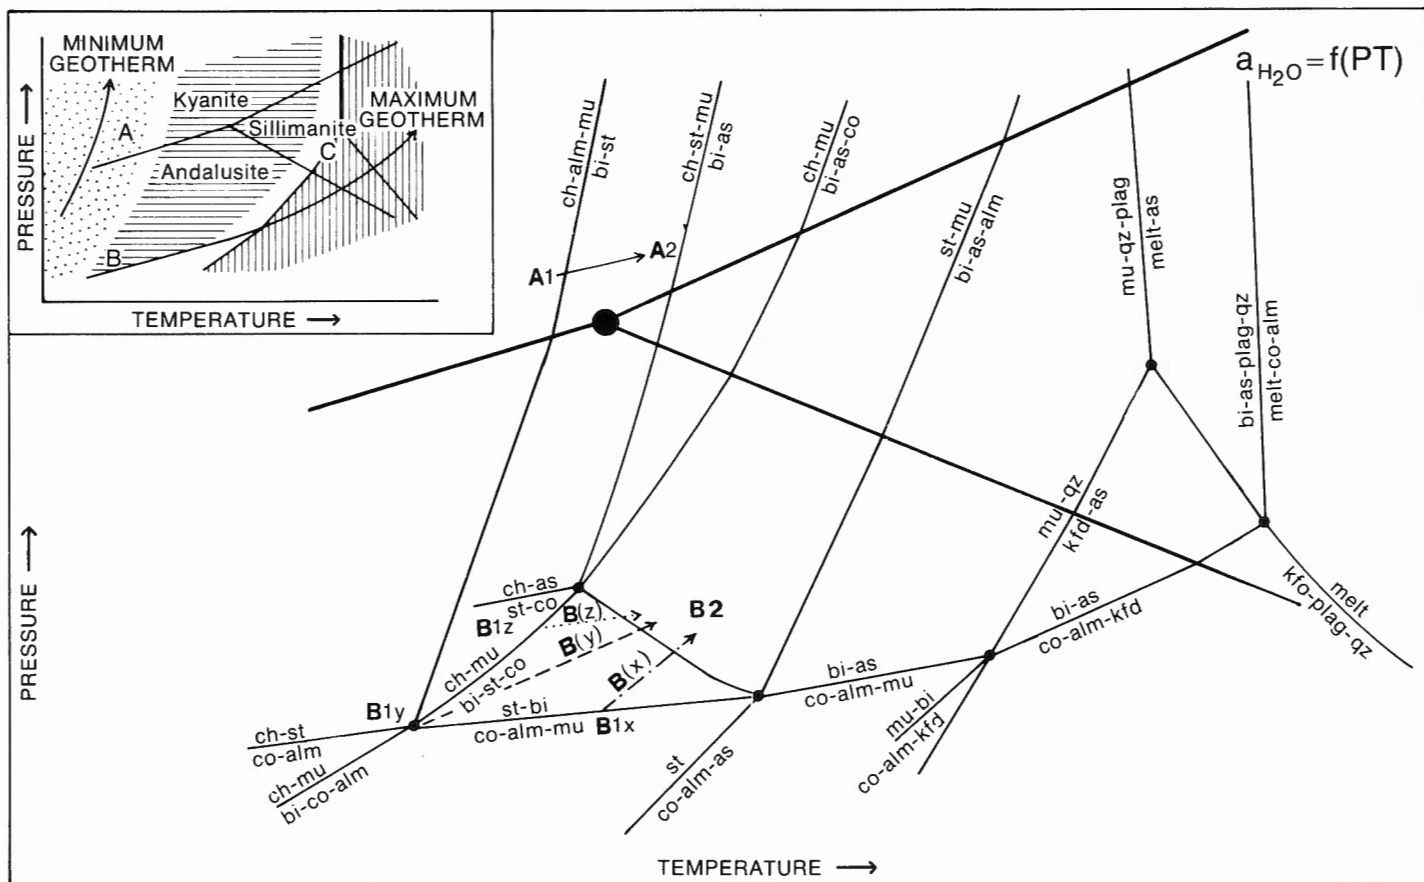 MINIMUM
GEOTHERM
Kyanite
A
Sillimanite
MAXIMUM
GEOTHERM
C
Andalusite
B
PRESSURE
TEMPERATURE
aH2O = f(PT)
ch-alm-mu
bi-st
ch-st-mu
bi-as
ch-mu
bi-as-co
st-mu
bi-as-alm
mu-qz-plag
melt-as
bi-as-plag-qz
melt-co-alm
A1
A2
mu-qz
kfd-as
ch-as
st-co
B1z
B(z)
B(y)
B2
B(x)
ch-mu
bi-st-co
B1y
st-bi
co-alm-mu
B1x
ch-st
co-alm
ch-mu
bi-co-alm
st
co-alm-as
bi-as
co-alm-mu
mu-bi
co-alm-kfd
bi-as
co-alm-kfd
melt
kfo-plag-qz
PRESSURE
TEMPERATURE